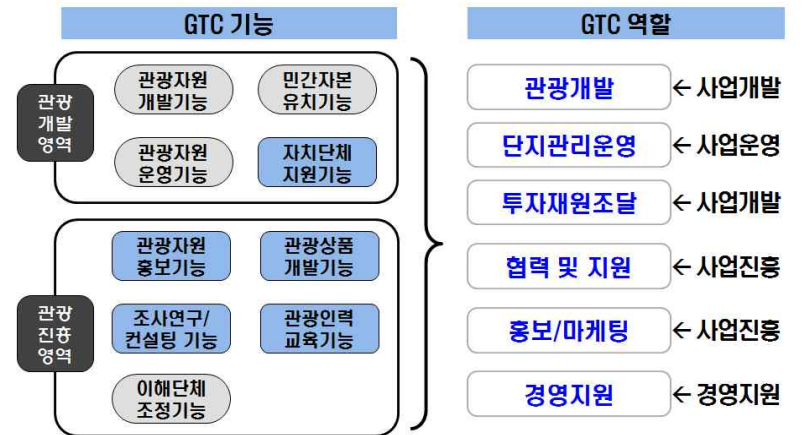 GTC 기능
관광
개발
영역
관광자원
개발기능
민간자본
유치기능
관광자원
운영기능
자치단체
지원기능
관광
진흥
영역
관광자원
홍보기능
관광상품
개발기능
조사연구/
컨설팅 기능
관광인력
교육기능
이해단체
조정기능
GTC 역할
관광개발 ← 사업개발
단지관리운영 ← 사업운영
투자재원조달 ← 사업개발
협력 및 지원 ← 사업진흥
홍보/마케팅 ← 사업진흥
경영지원 ← 경영지원